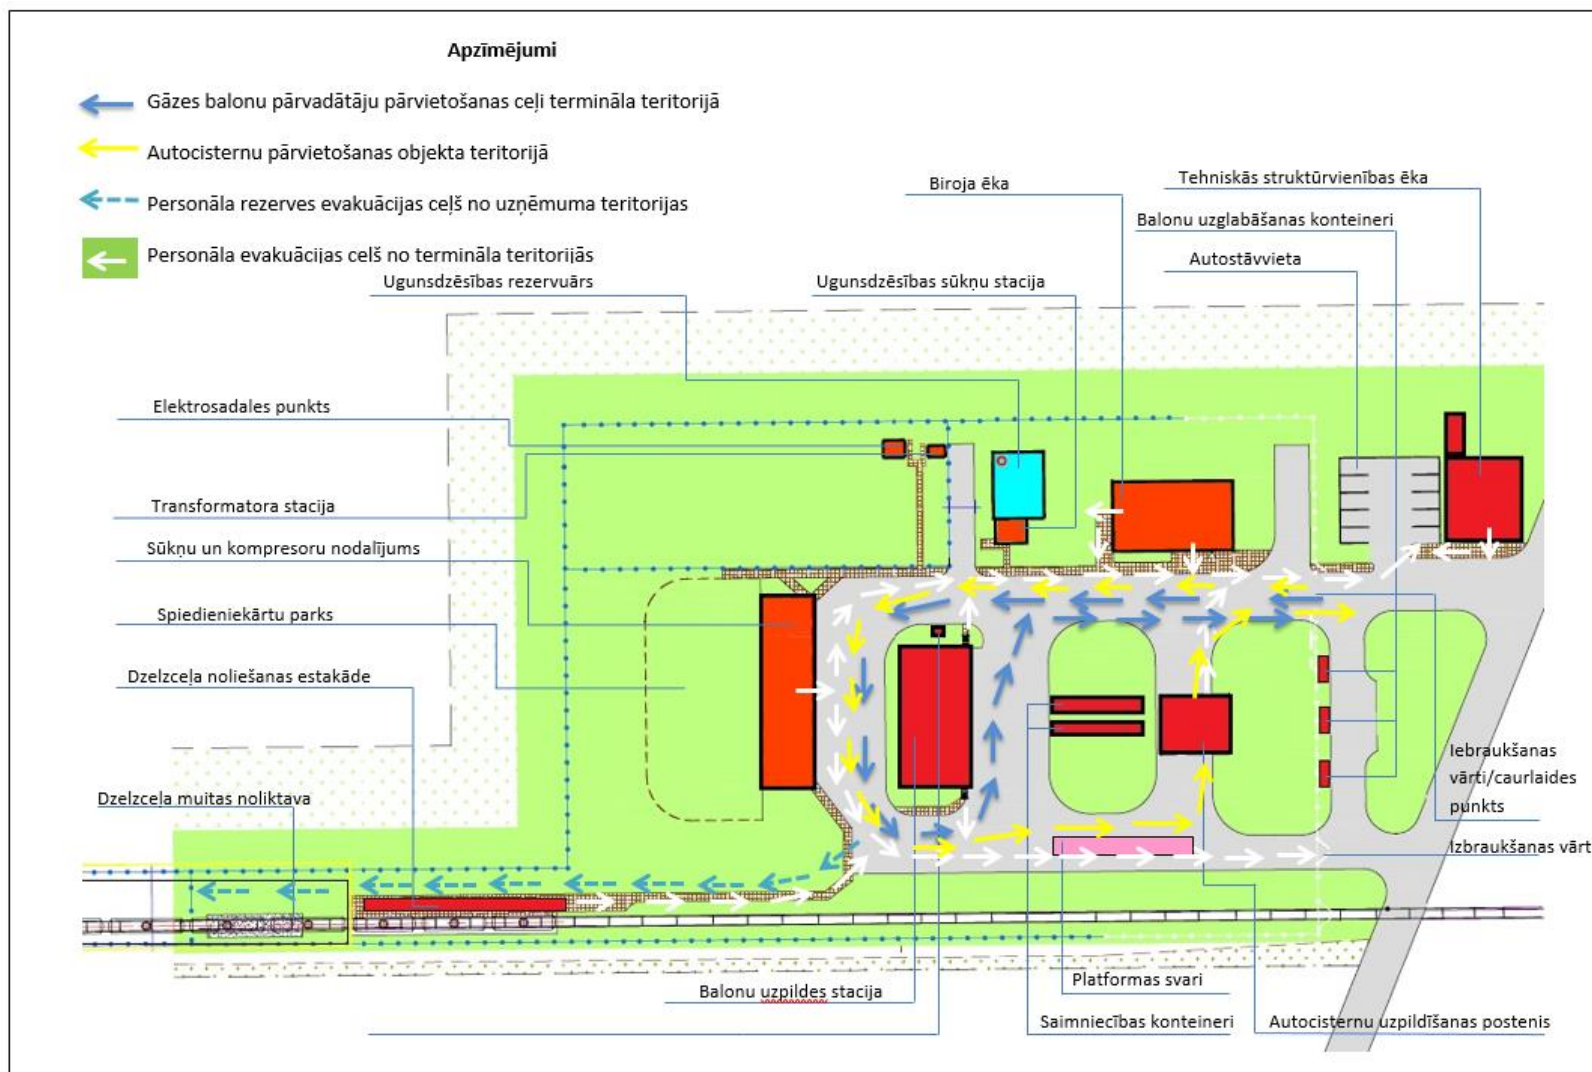 Apzīmējumi
Gāzes balonu pārvadātāju pārvietošanas ceļi termināla teritorijā
Autocisternu pārvietošanas objekta teritorijā
Personāla rezerves evakuācijas ceļš no uzņēmuma teritorijas
Personāla evakuācijas celš no termināla teritorijās
Biroja ēka
Tehniskās struktūrvienības ēka
Balonu uzglabāšanas konteineri
Autostāvvieta
Ugunsdzēsības rezervuārs
Ugunsdzēsības sūkņu stacija
Elektrosadales punkts
Transformatora stacija
Sūkņu un kompresoru nodalījums
Spiedieniekārtu parks
Dzelzceļa noliešanas estakāde
Dzelzceļa muitas noliktava
Iebraukšanas
vārti/caurlaides
punkts
Izbraukšanas vārt
Balonu uzpildes stacija
Platformas svari
Saimniecības konteineri
Autocisternu uzpildīšanas postenis